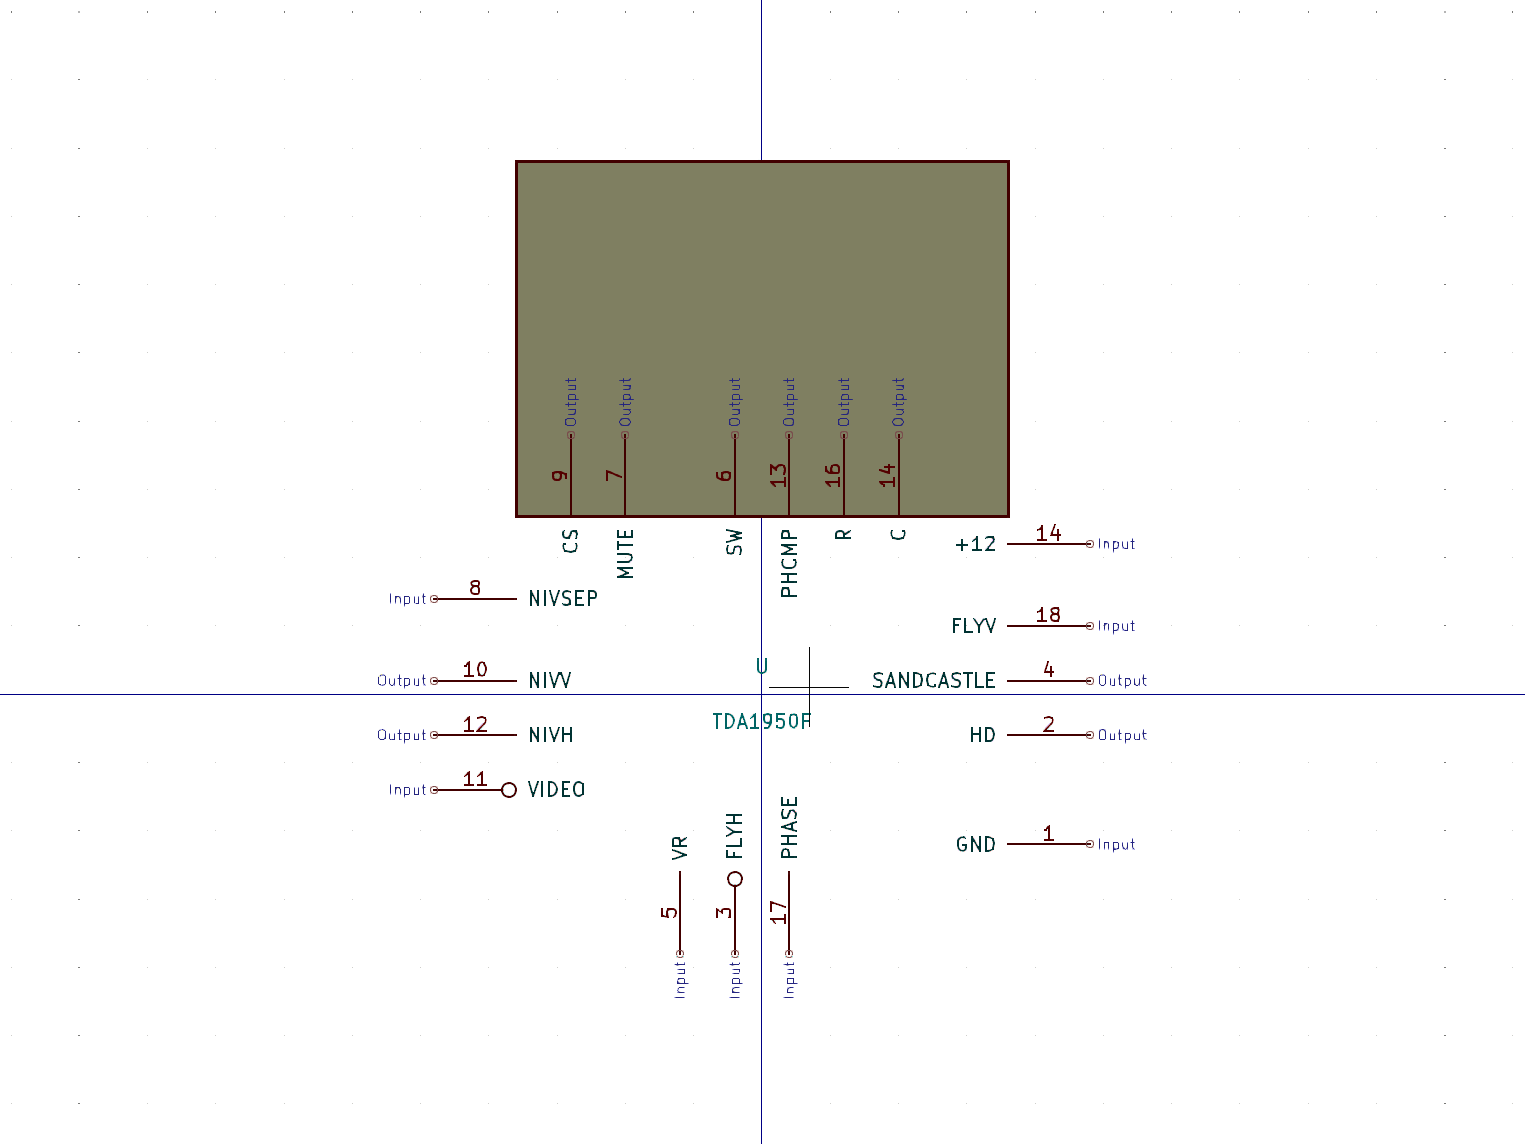 Output
Output
Output
Output
Output
Output
9
7
6
13
16
14
CS
MUTE
SW
PHCMP
R
C
+12
14
Input
Input
8
NIVSEP
FLYV
18
Input
Output
10
NIVV
U
SANDCASTLE
4
Output
TDA1950F
Output
12
NIVH
HD
2
Output
Input
11
VIDEO
VR
FLYH
PHASE
GND
1
Input
5
3
17
Input
Input
Input